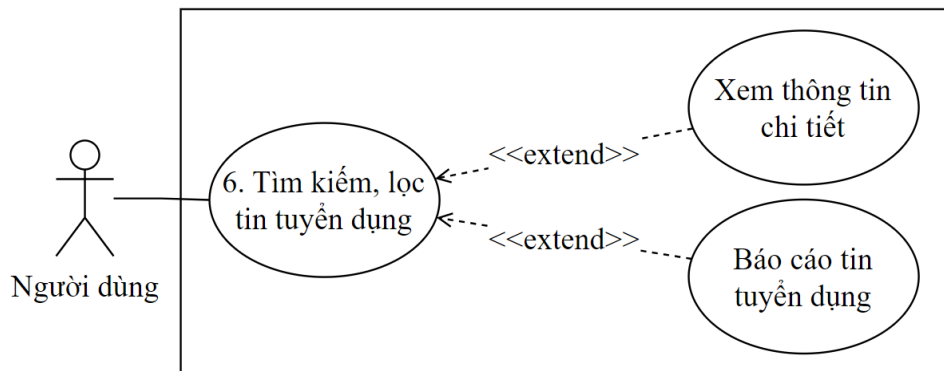 Xem thông tin
chi tiết
<<extend>>
6. Tìm kiếm, lọc
tin tuyển dụng
<<extend>>
Báo cáo tin
tuyển dụng
Người dùng